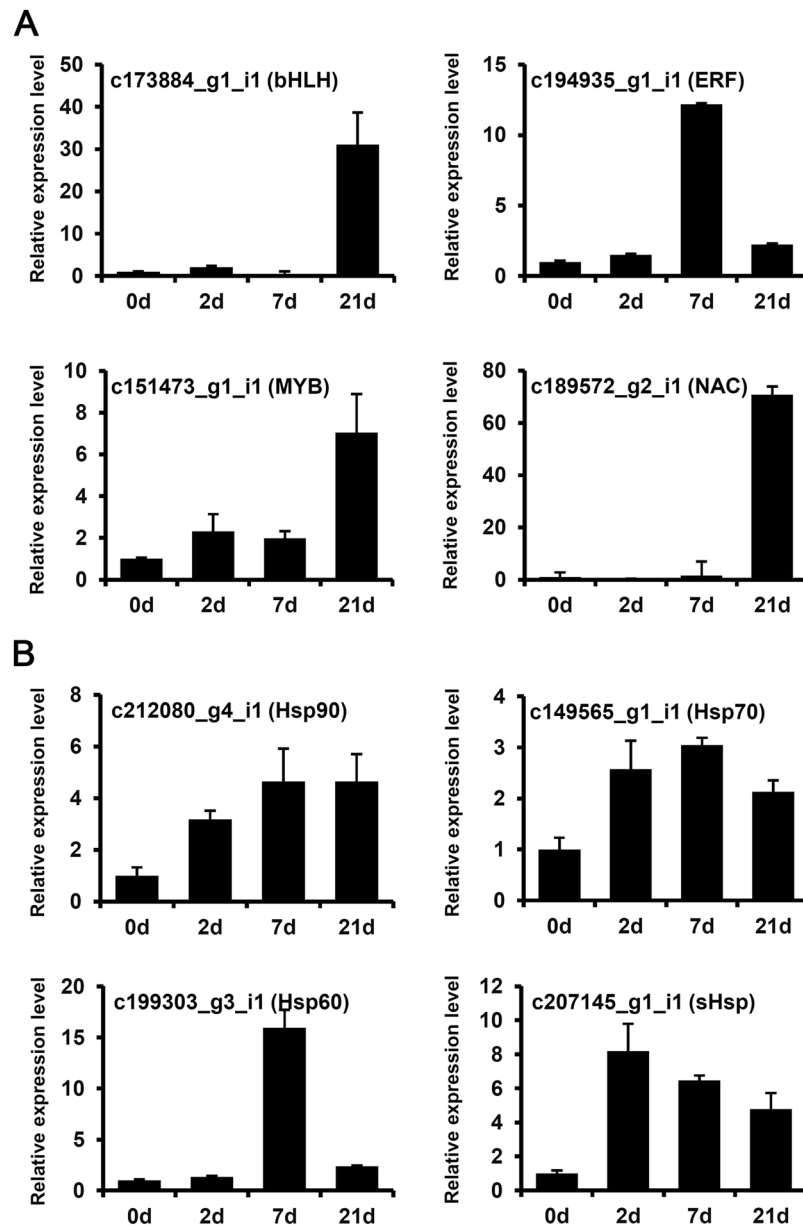 A
c173884_g1_i1 (bHLH)
Relative expression level
50
40
30
20
10
0
0d 2d 7d 21d
c194935_g1_i1 (ERF)
Relative expression level
15
10
5
0
0d 2d 7d 21d
c151473_g1_i1 (MYB)
Relative expression level
10
8
6
4
2
0
0d 2d 7d 21d
c189572_g2_i1 (NAC)
Relative expression level
80
60
40
20
0
0d 2d 7d 21d
B
c212080_g4_i1 (Hsp90)
Relative expression level
8
6
4
2
0
0d 2d 7d 21d
c149565_g1_i1 (Hsp70)
Relative expression level
4
3
2
1
0
0d 2d 7d 21d
c199303_g3_i1 (Hsp60)
Relative expression level
20
15
10
5
0
0d 2d 7d 21d
c207145_g1_i1 (sHsp)
Relative expression level
12
10
8
6
4
2
0
0d 2d 7d 21d